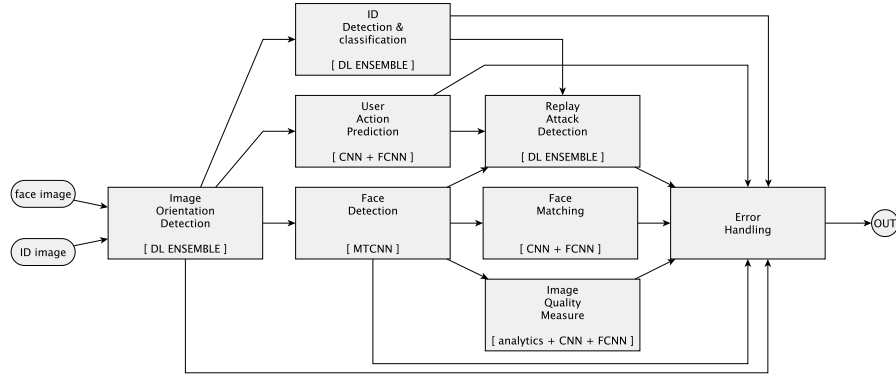 ID
Detection &
classification
[ DL ENSEMBLE ]
User
Action
Prediction
[ CNN + FCNN ]
Replay
Attack
Detection
[ DL ENSEMBLE ]
face image
ID image
Image
Orientation
Detection
[ DL ENSEMBLE ]
Face
Detection
[ MTCNN ]
Face
Matching
[ CNN + FCNN ]
Error
Handling
OUT
Image
Quality
Measure
[ analytics + CNN + FCNN ]